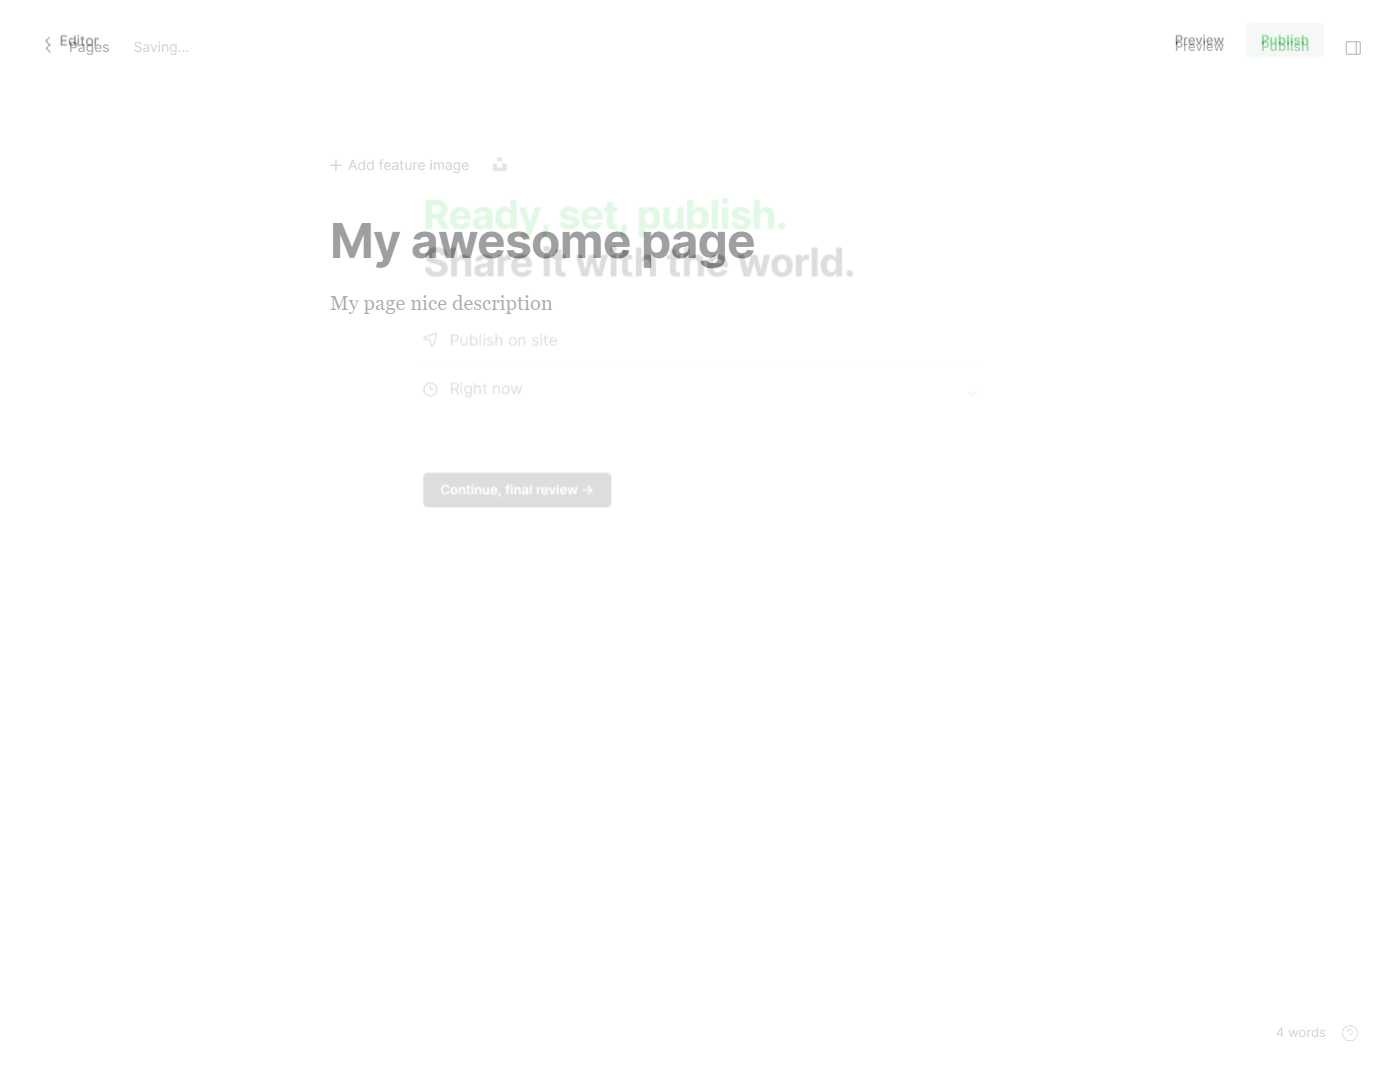 Editor
Pages Saving...
Preview Publish
Preview Publish
Add feature image
Ready, set, publish.
My awesome page
Share it with the world.
My page nice description
Publish on site
Right now
Continue, final review →
4 words